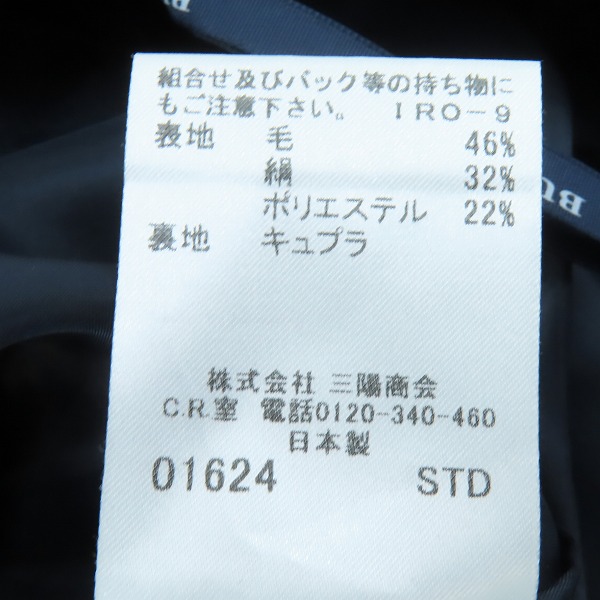 組合せ及びバック等の持ち物に
もご注意下さい。 IRO-9
表地 毛 46%
絹 32%
ポリエステル 22%
裏地 キュプラ
株式会社 三陽商会
C.R.室 電話0120-340-460
日本製
01624 STD
BU